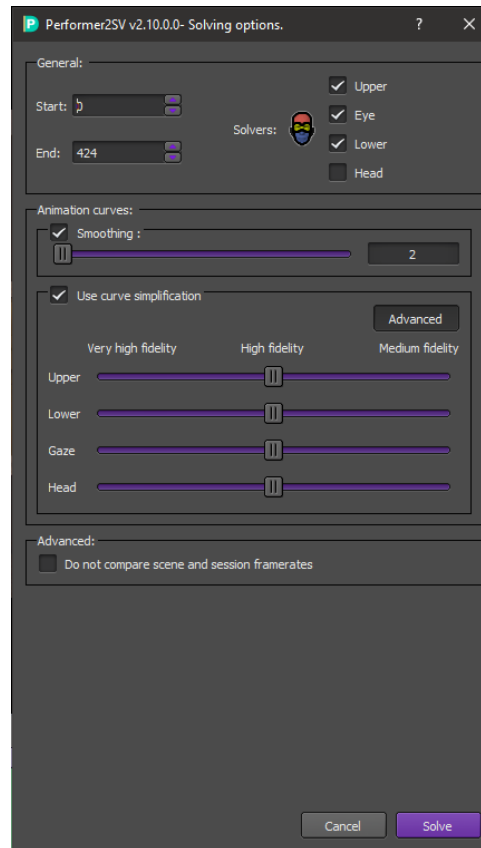 Performer2SV v2.10.0.0- Solving options.
General:
Start:
End: 424
Solvers:
Upper
Eye
Lower
Head
Animation curves:
Smoothing :
2
Use curve simplification
Advanced
Very high fidelity High fidelity Medium fidelity
Upper
Lower
Gaze
Head
Advanced:
Do not compare scene and session framerates
Cancel Solve